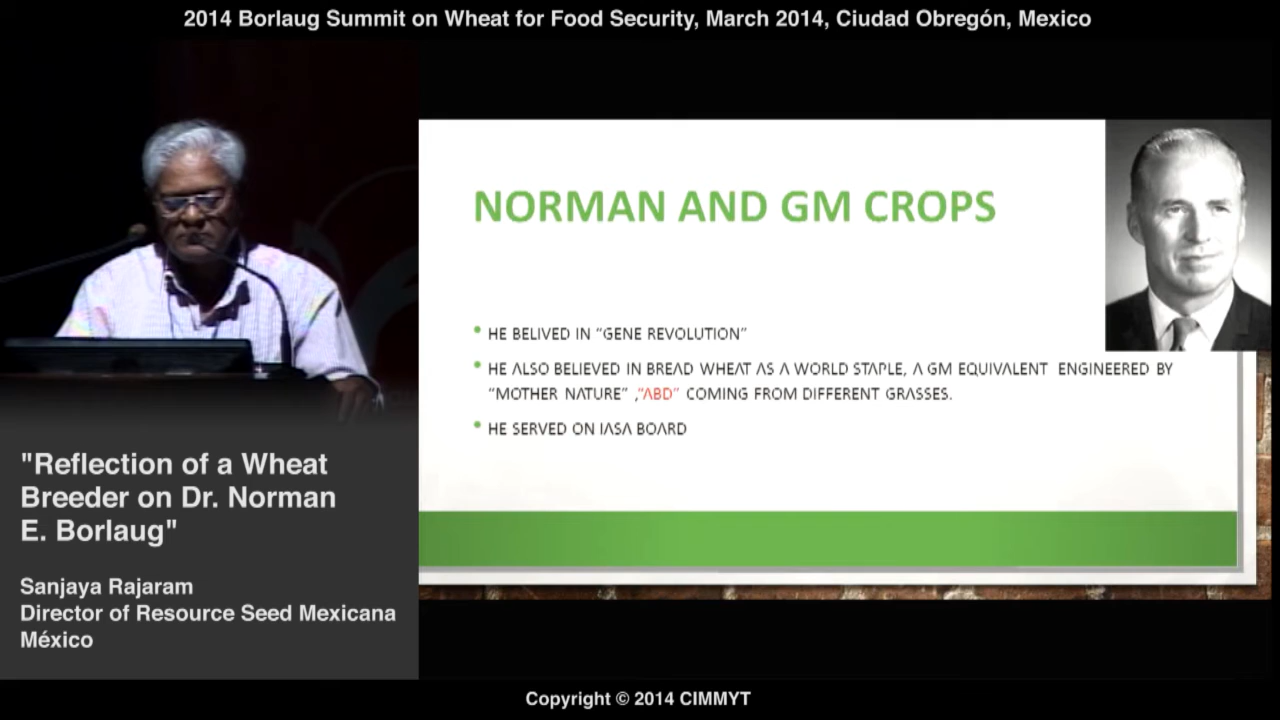 2014 Borlaug Summit on Wheat for Food Security, March 2014, Ciudad Obregón, Mexico
NORMAN AND GM CROPS
• HE BELIVED IN “GENE REVOLUTION”
• HE ALSO BELIEVED IN BREAD WHEAT AS A WORLD STAPLE, A GM EQUIVALENT ENGINEERED BY
“MOTHER NATURE” ,“ABD” COMING FROM DIFFERENT GRASSES.
• HE SERVED ON IASA BOARD
"Reflection of a Wheat
Breeder on Dr. Norman
E. Borlaug"
Sanjaya Rajaram
Director of Resource Seed Mexicana
México
Copyright © 2014 CIMMYT